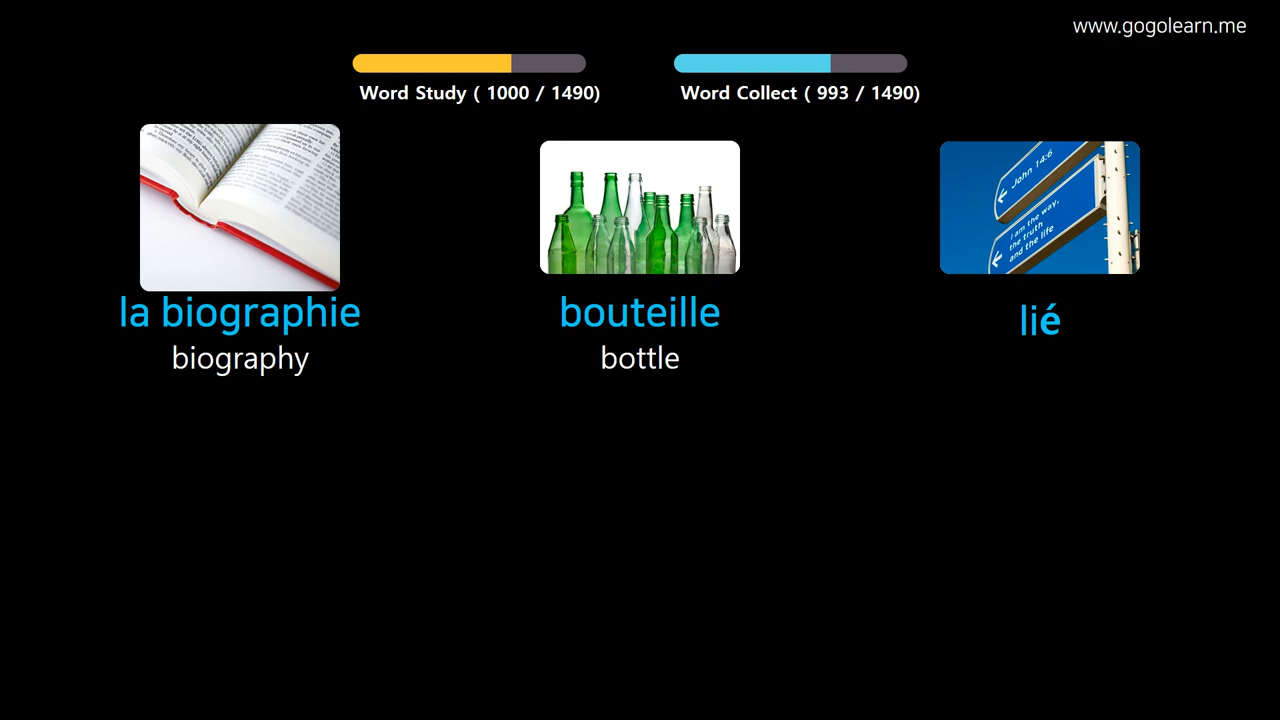 www.gogolearn.me
Word Study ( 1000 / 1490)
Word Collect ( 993 / 1490)
John 14:6
I am the way,
the truth
and the life
la biographie
bouteille
lié
biography
bottle